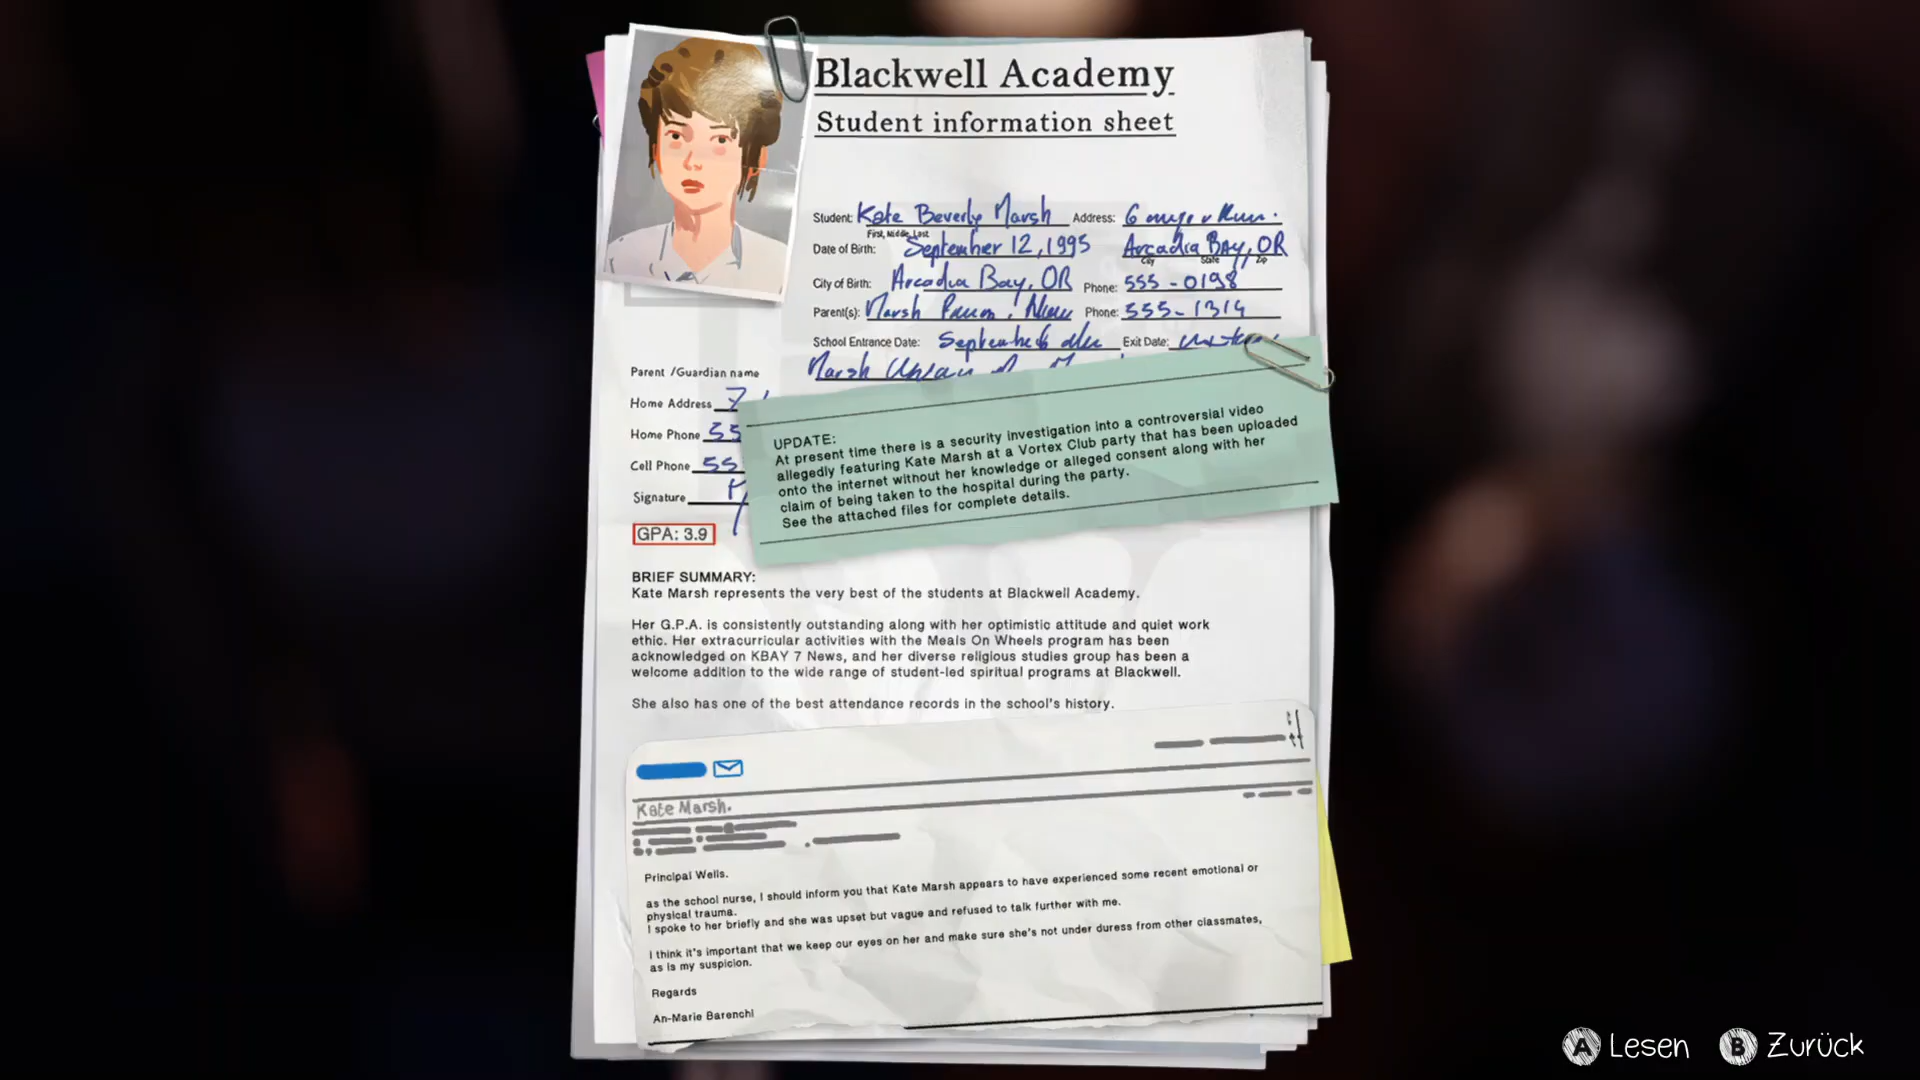 Blackwell Academy
Student information sheet
Student: Kate Beverly Marsh Address:
First, Middle, Last
Date of Birth: September 12, 1995 Arcadia Bay, OR
City State Zip
City of Birth: Arcadia Bay, OR Phone: 555-0198
Parent(s): Marsh Phone: 555-1314
School Entrance Date: Exit Date:
Parent /Guardian name Marsh
Home Address 7
Home Phone 55
Cell Phone 55
Signature
GPA: 3.9
UPDATE:
At present time there is a security investigation into a controversial video
allegedly featuring Kate Marsh at a Vortex Club party that has been uploaded
onto the internet without her knowledge or alleged consent along with her
claim of being taken to the hospital during the party.
See the attached files for complete details.
BRIEF SUMMARY:
Kate Marsh represents the very best of the students at Blackwell Academy.
Her G.P.A. is consistently outstanding along with her optimistic attitude and quiet work
ethic. Her extracurricular activities with the Meals On Wheels program has been
acknowledged on KBAY 7 News, and her diverse religious studies group has been a
welcome addition to the wide range of student-led spiritual programs at Blackwell.
She also has one of the best attendance records in the school's history.
Kate Marsh.
Principal Wells.
as the school nurse, I should inform you that Kate Marsh appears to have experienced some recent emotional or
physical trauma.
I spoke to her briefly and she was upset but vague and refused to talk further with me.
I think it's important that we keep our eyes on her and make sure she's not under duress from other classmates,
as is my suspicion.
Regards
An-Marie Barenchi
A Lesen B Zurück